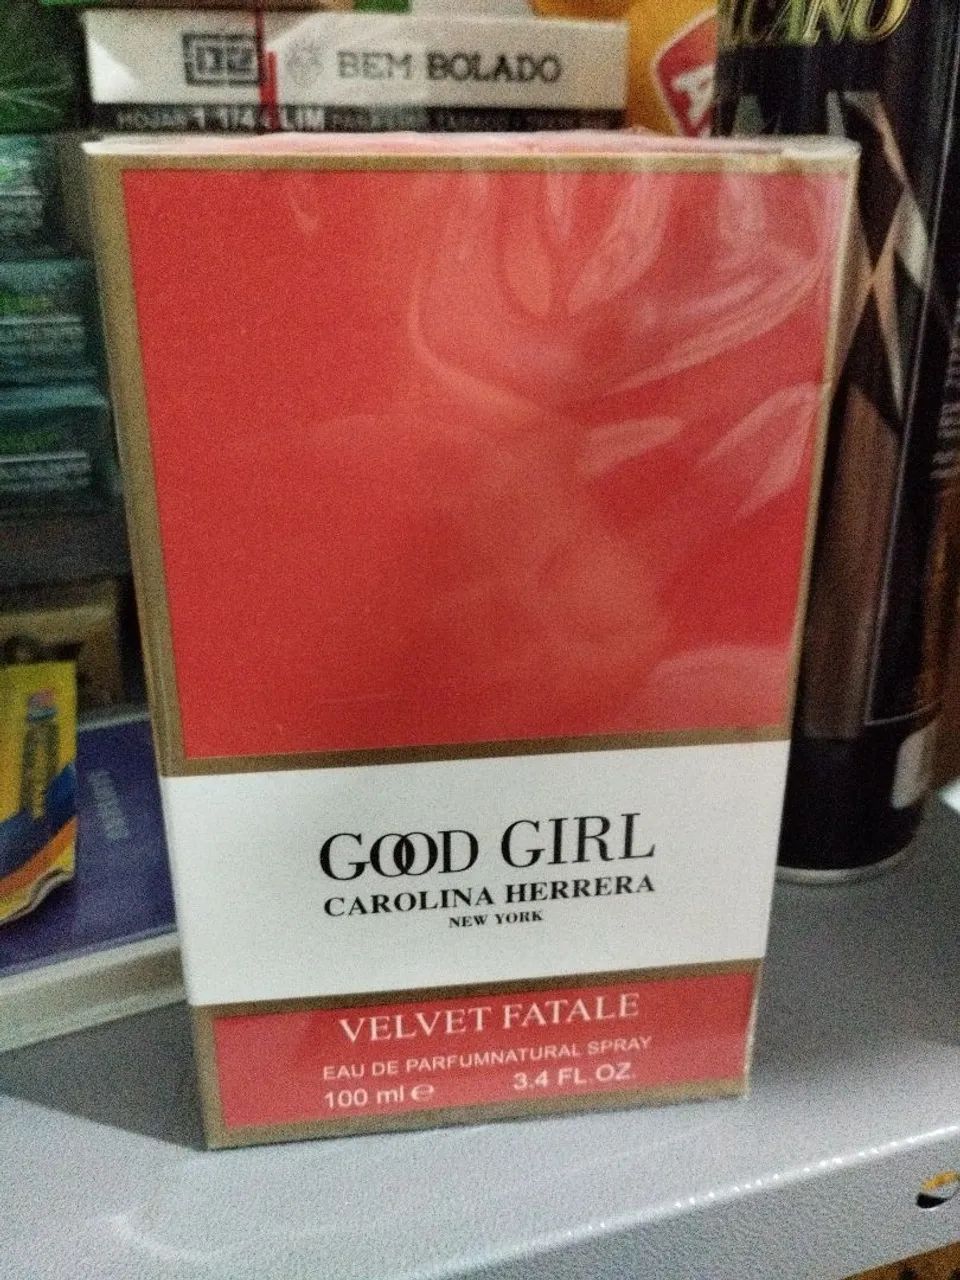 BEM BOLADO
GOOD GIRL
CAROLINA HERRERA
NEW YORK
VELVET FATALE
EAU DE PARFUMNATURAL SPRAY
100 ml e 3.4 FL.OZ.